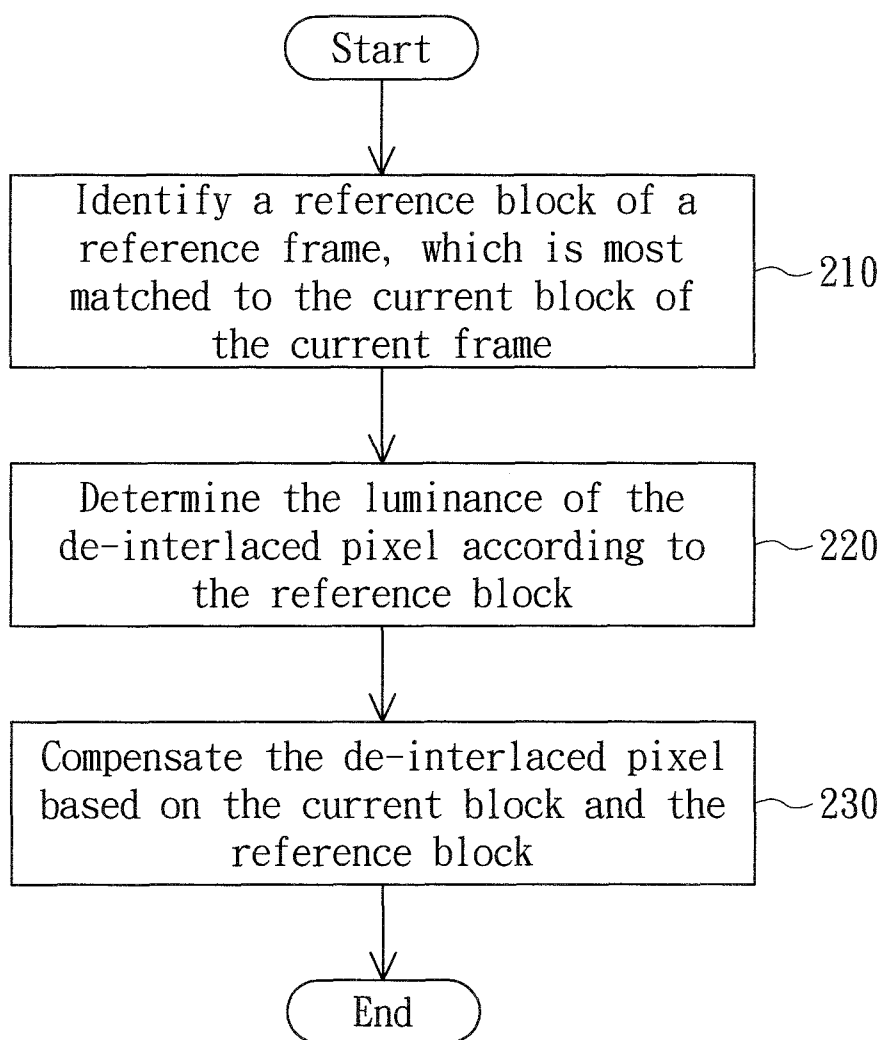 Start
Identify a reference block of a
reference frame, which is most
matched to the current block of
the current frame
210
Determine the luminance of the
de-interlaced pixel according to
the reference block
220
Compensate the de-interlaced pixel
based on the current block and the
reference block
230
End